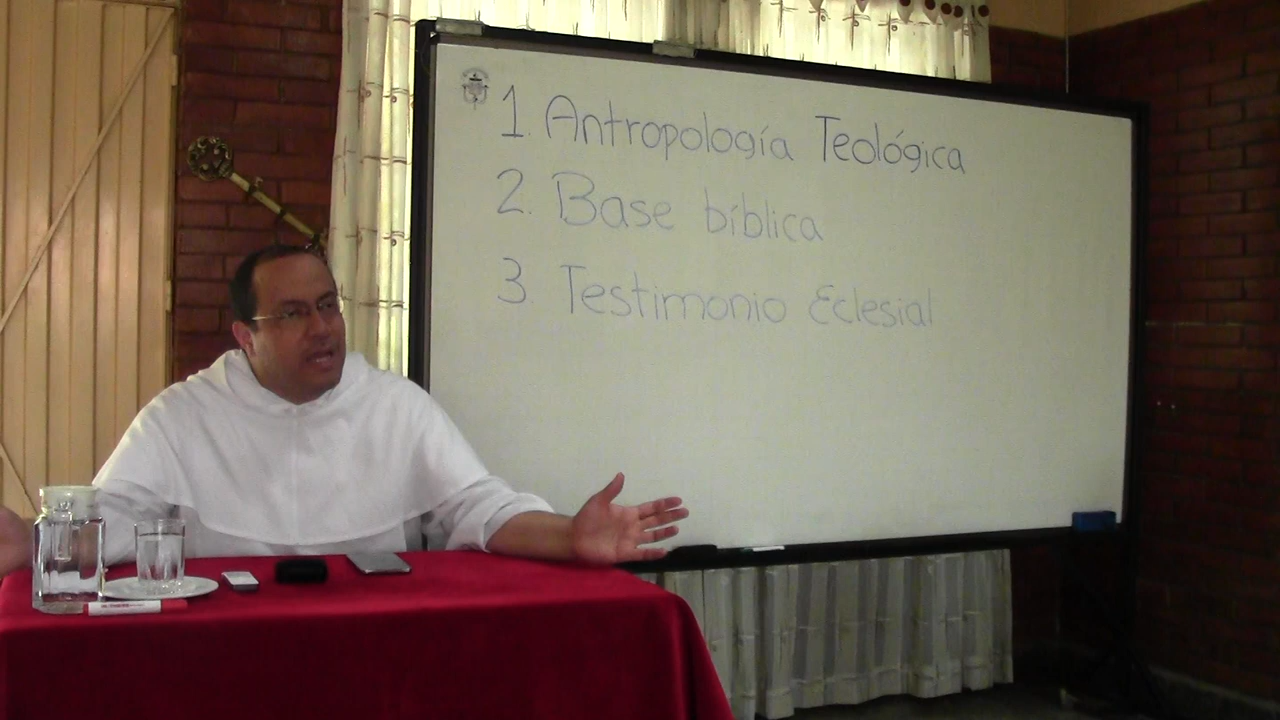 1. Antropología Teológica
2. Base bíblica
3. Testimonio Eclesial